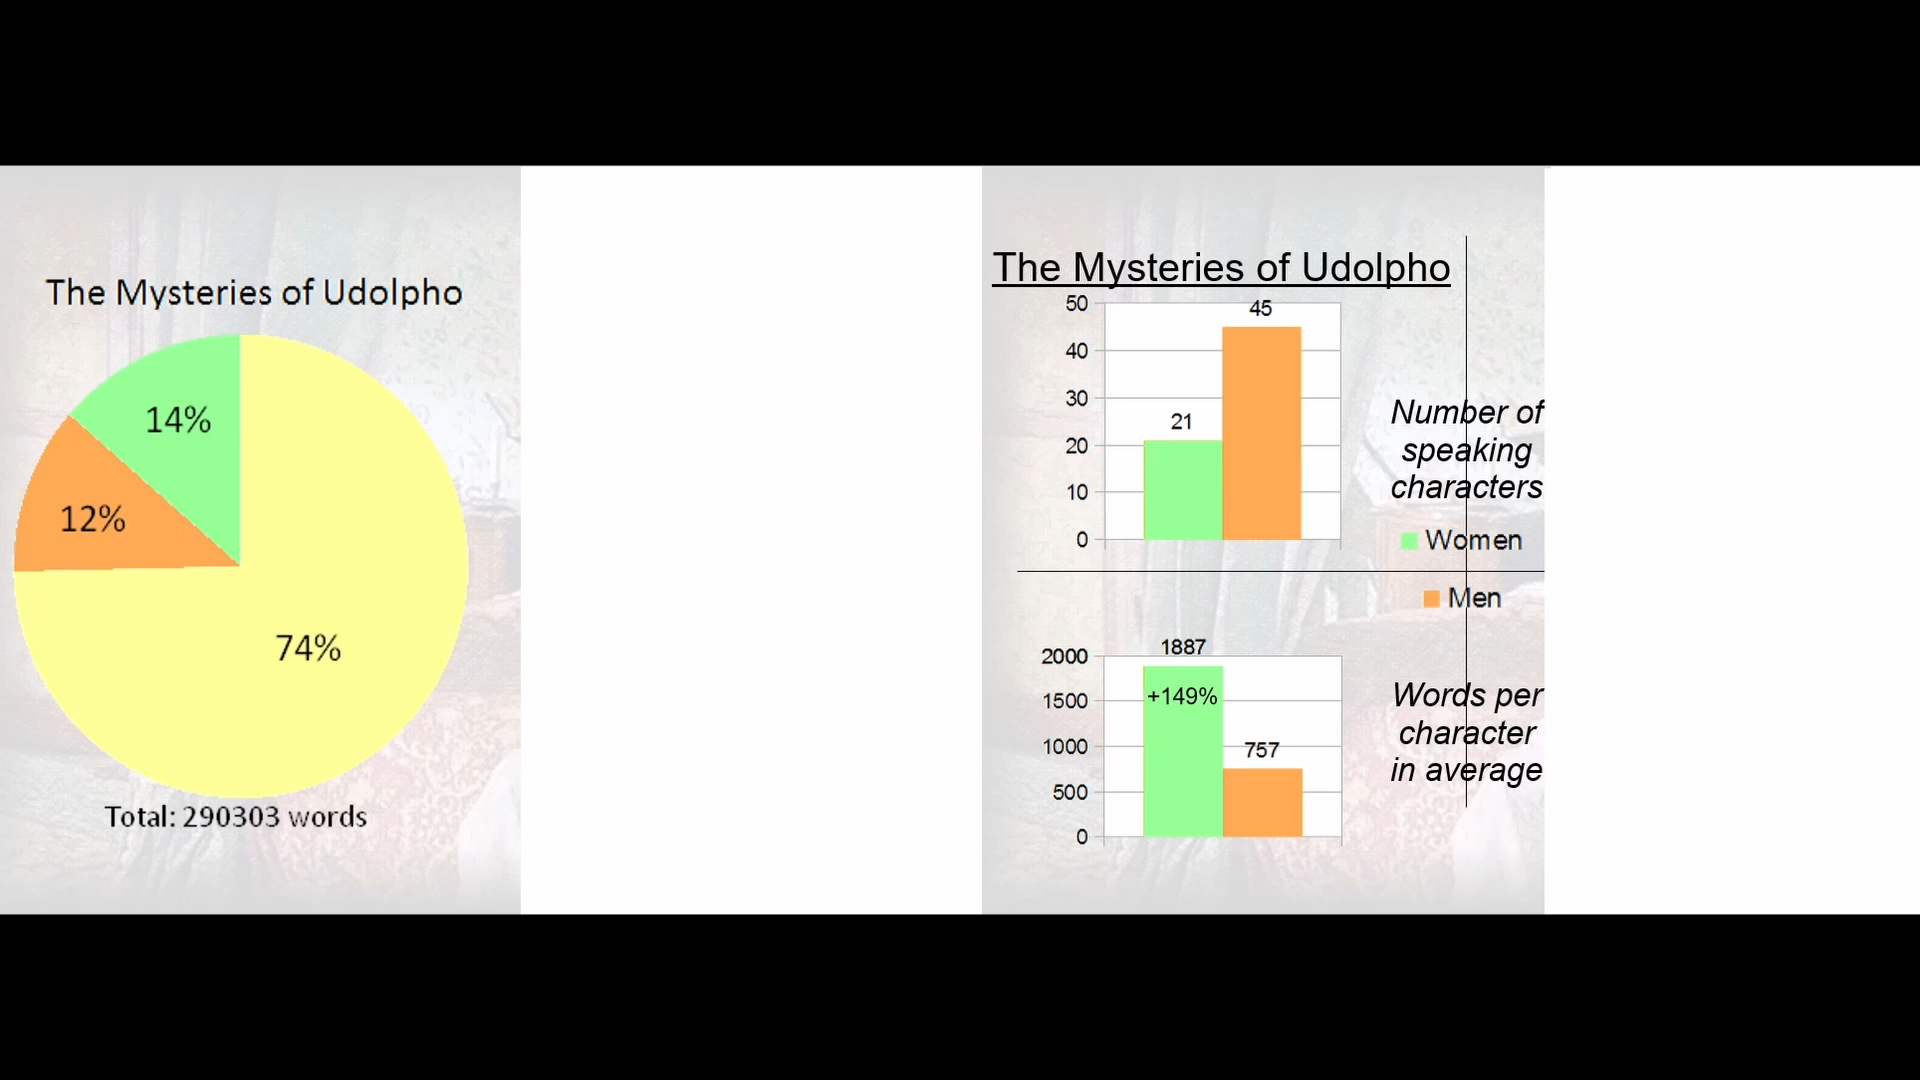 The Mysteries of Udolpho
14%
12%
74%
Total: 290303 words
The Mysteries of Udolpho
50
45
40
30
21
20
10
0
Number of
speaking
characters
Women
Men
1887
2000
+149%
1500
757
1000
500
0
Words per
character
in average